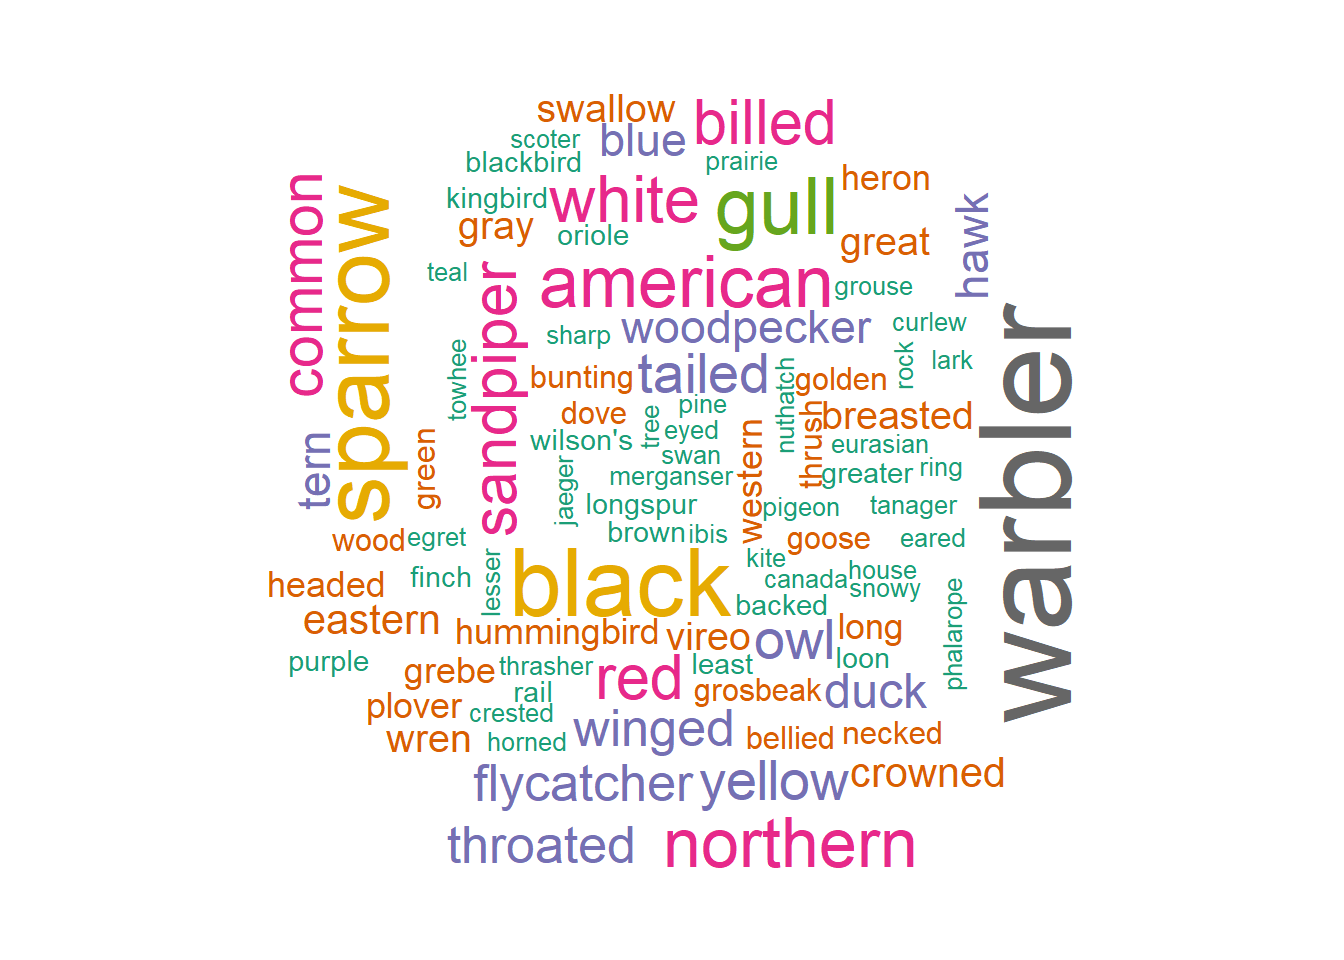 swallow
billed
scoter
blue
blackbird
prairie
heron
common
sparrow
kingbird
white
gull
hawk
gray
oriole
great
teal
sandpiper
american
grouse
warbler
sharp
woodpecker
curlew
towhee
rock
lark
bunting
tailed
nuthatch
golden
dove
pine
thrush
breasted
tern
green
wilson's
tree
eyed
western
eurasian
swan
jaeger
merganser
greater
ring
longspur
pigeon
tanager
wood
egret
brown
ibis
goose
eared
lesser
black
kite
headed
finch
canada
house
snowy
phalarope
backed
eastern
hummingbird
vireo
owl
long
purple
grebe
thrasher
red
least
loon
rail
grosbeak
duck
plover
crested
winged
wren
horned
bellied
necked
flycatcher
yellow
crowned
throated
northern